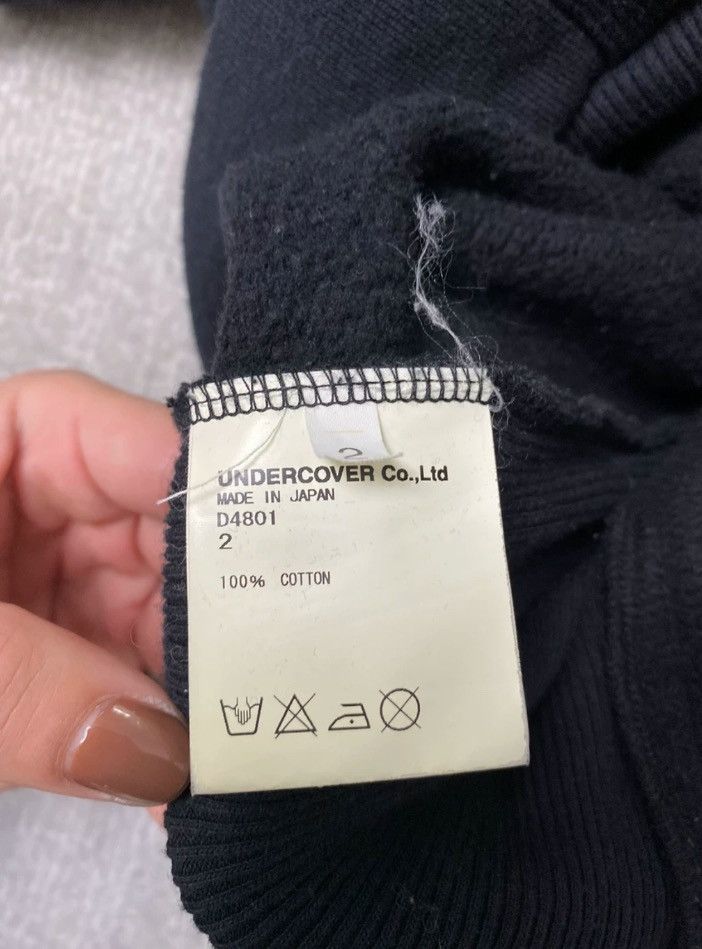 2
UNDERCOVER Co.,Ltd
MADE IN JAPAN
D4801
2
100% COTTON